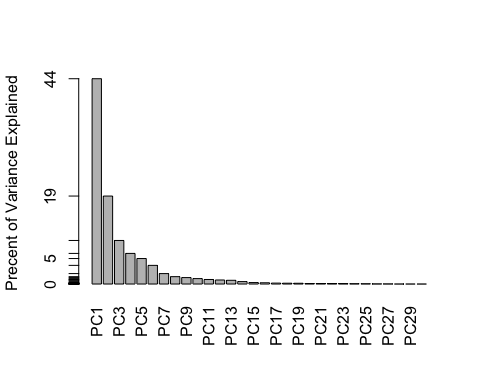 Precent of Variance Explained
44
19
5
0
PC1
PC3
PC5
PC7
PC9
PC11
PC13
PC15
PC17
PC19
PC21
PC23
PC25
PC27
PC29